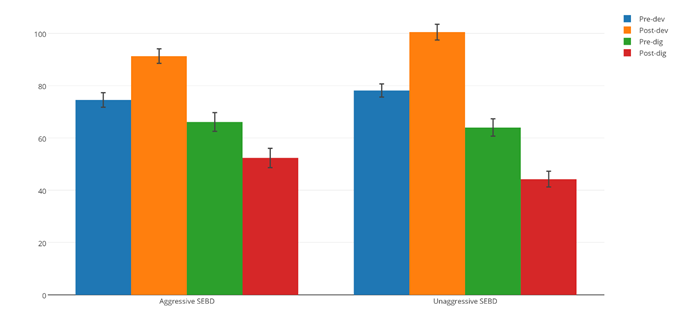 100
80
60
40
20
0
Aggressive SEBD
Unaggressive SEBD
Pre-dev
Post-dev
Pre-dig
Post-dig